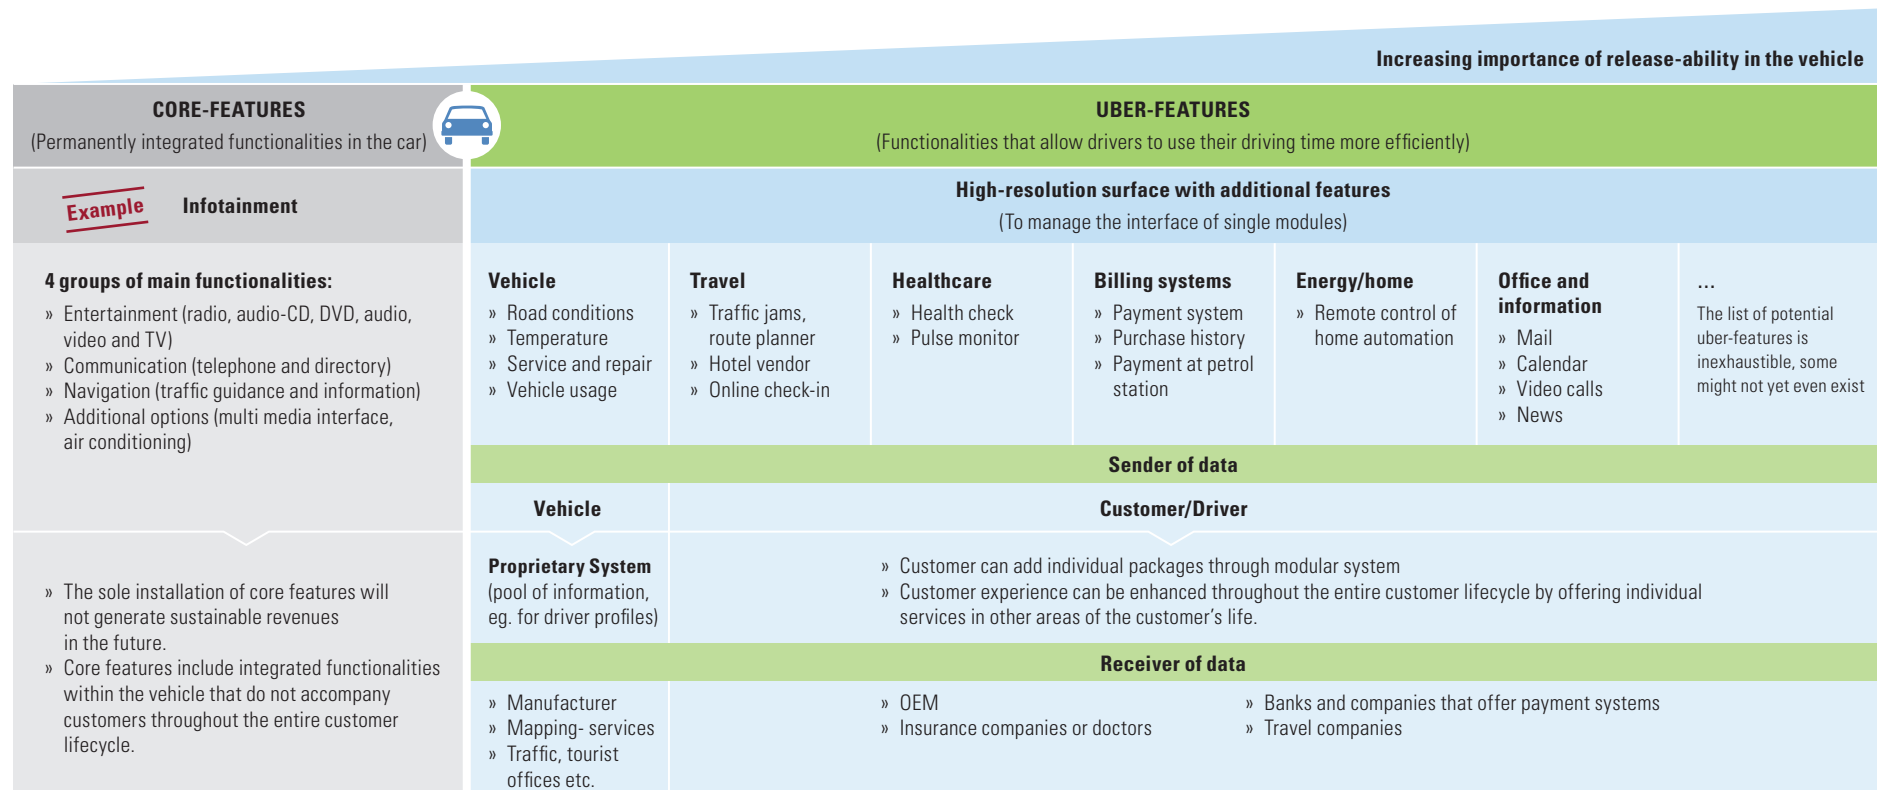 Increasing importance of release-ability in the vehicle
CORE-FEATURES
(Permanently integrated functionalities in the car)
UBER-FEATURES
(Functionalities that allow drivers to use their driving time more efficiently)
Example
Infotainment
High-resolution surface with additional features
(To manage the interface of single modules)
4 groups of main functionalities:
» Entertainment (radio, audio-CD, DVD, audio,
video and TV)
» Communication (telephone and directory)
» Navigation (traffic guidance and information)
» Additional options (multi media interface,
air conditioning)
Vehicle
» Road conditions
» Temperature
» Service and repair
» Vehicle usage
Travel
» Traffic jams,
route planner
» Hotel vendor
» Online check-in
Healthcare
» Health check
» Pulse monitor
Billing systems
» Payment system
» Purchase history
» Payment at petrol
station
Energy/home
» Remote control of
home automation
Office and
information
» Mail
» Calendar
» Video calls
» News
...
The list of potential
uber-features is
inexhaustible, some
might not yet even exist
Sender of data
Vehicle
Customer/Driver
» The sole installation of core features will
not generate sustainable revenues
in the future.
» Core features include integrated functionalities
within the vehicle that do not accompany
customers throughout the entire customer
lifecycle.
Proprietary System
(pool of information,
eg. for driver profiles)
» Customer can add individual packages through modular system
» Customer experience can be enhanced throughout the entire customer lifecycle by offering individual
services in other areas of the customer's life.
Receiver of data
» Manufacturer
» Mapping- services
» Traffic, tourist
offices etc.
» OEM
» Insurance companies or doctors
» Banks and companies that offer payment systems
» Travel companies